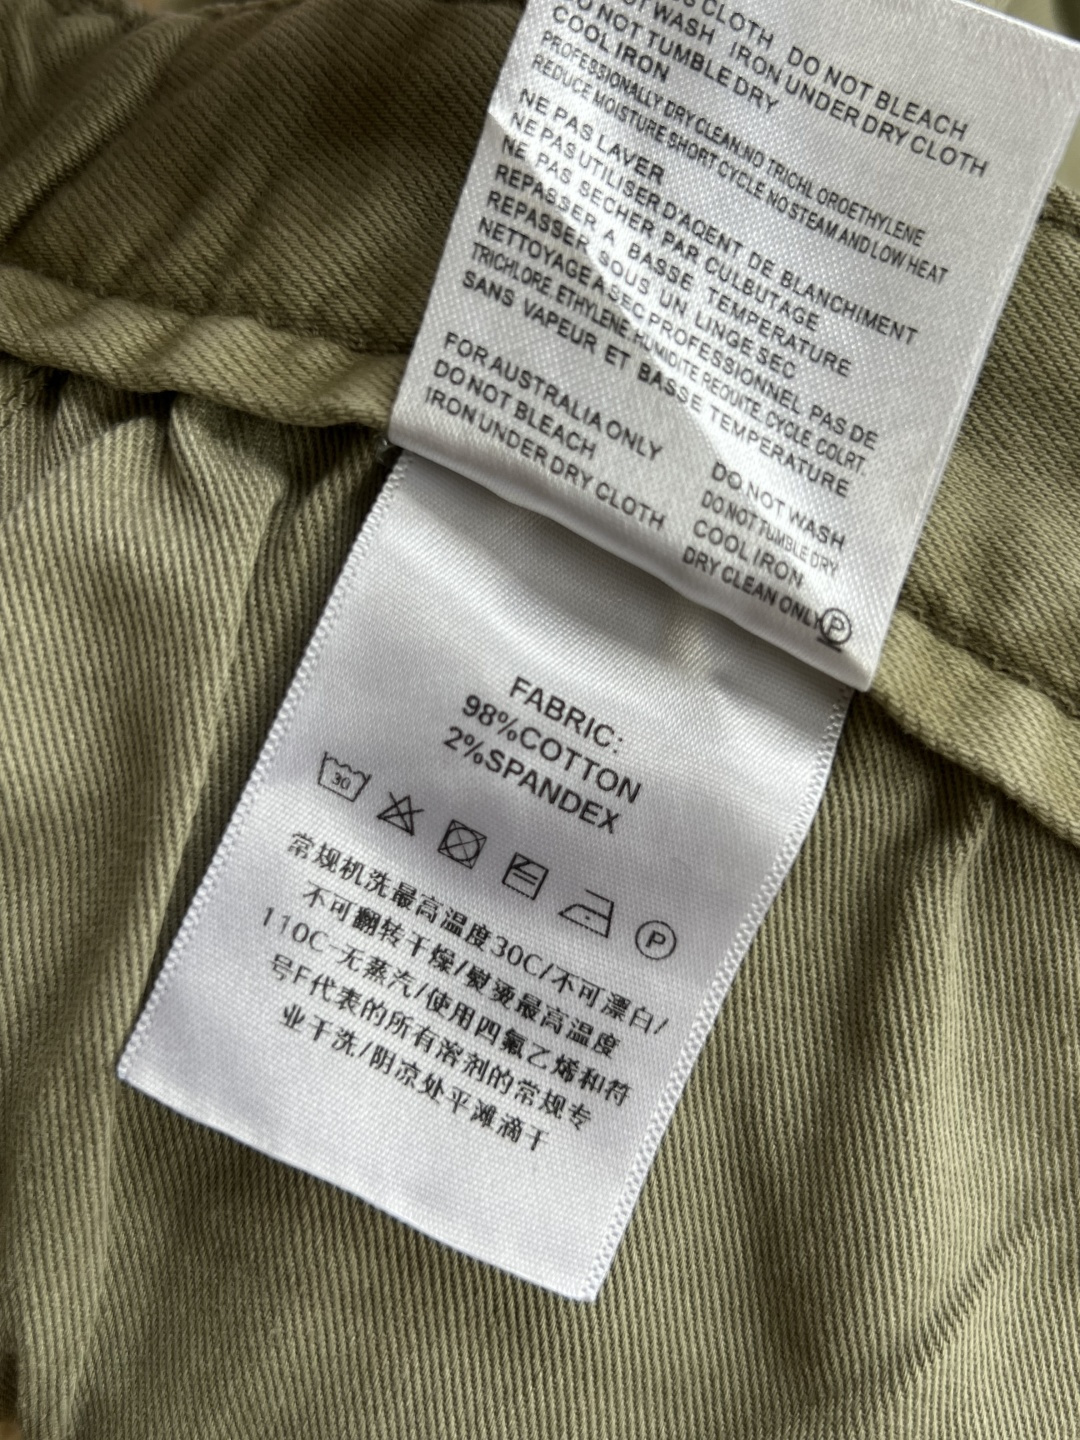 CLOTH DO NOT BLEACH
WASH IRON UNDER DRY CLOTH
DO NOT TUMBLE DRY
COOL IRON
PROFESSIONALLY DRY CLEAN.NO TRICHLOROETHYLENE
REDUCE MOISTURE SHORT CYCLE NO STEAM AND LOW HEAT
NE PAS LAVER
NE PAS UTILISER D'AQENT DE BLANCHIMENT
NE PAS SECHER PAR CULBUTAGE
REPASSER A BASSE TEMPERATURE
REPASSER SOUS UN LINGE SEC
NETTOYAGE A SEC PROFESSIONNEL PAS DE
TRICHLORE.ETHYLENE.HUMIDITE REDUITE.CYCLE COLRT.
SANS VAPEUR ET BASSE TEMPERATURE
FOR AUSTRALIA ONLY
DO NOT BLEACH
IRON UNDER DRY CLOTH
DO NOT WASH
DO NOT TUMBLE DRY
COOL IRON
DRY CLEAN ONLY P
FABRIC:
98%COTTON
2%SPANDEX
30
P
常规机洗最高温度30C/不可漂白/
不可翻转干燥/熨烫最高温度
110C-无蒸汽/使用四氟乙烯和符
号F代表的所有溶剂的常规专
业干洗/阴凉处平滩滴干